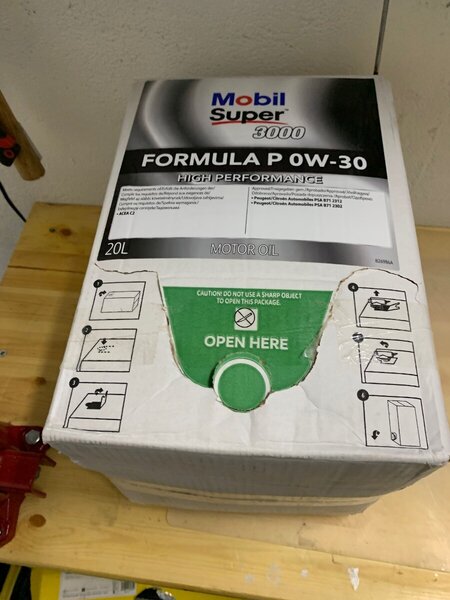 Mobil
Super™
3000
FORMULA P 0W-30
HIGH PERFORMANCE
• ACEA C2
• Peugeot/Citroën Automobiles PSA B71 2312
• Peugeot/Citroën Automobiles PSA B71 2302
20L
MOTOR OIL
CAUTION! DO NOT USE A SHARP OBJECT
TO OPEN THIS PACKAGE.
OPEN HERE
1
2
3
4
5
6